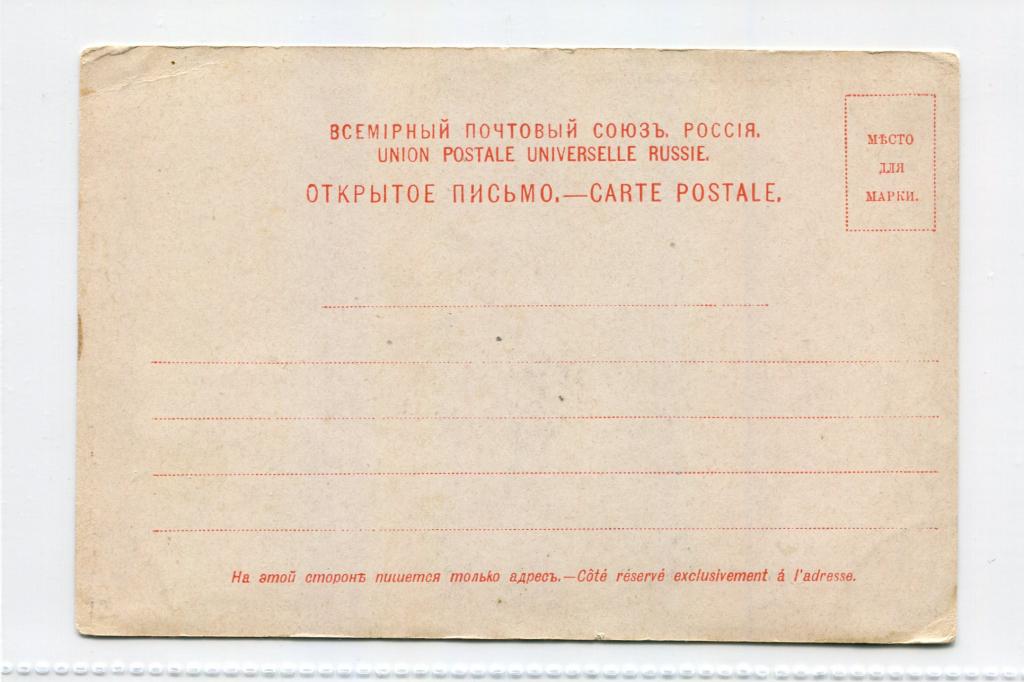 ВСЕМІРНЫЙ ПОЧТОВЫЙ СОЮЗЪ. РОССІЯ.
UNION POSTALE UNIVERSELLE RUSSIE.
ОТКРЫТОЕ ПИСЬМО.—CARTE POSTALE.
МѢСТО
ДЛЯ
МАРКИ.
На этой сторонѣ пишется только адресъ.—Côté réservé exclusivement á l'adresse.